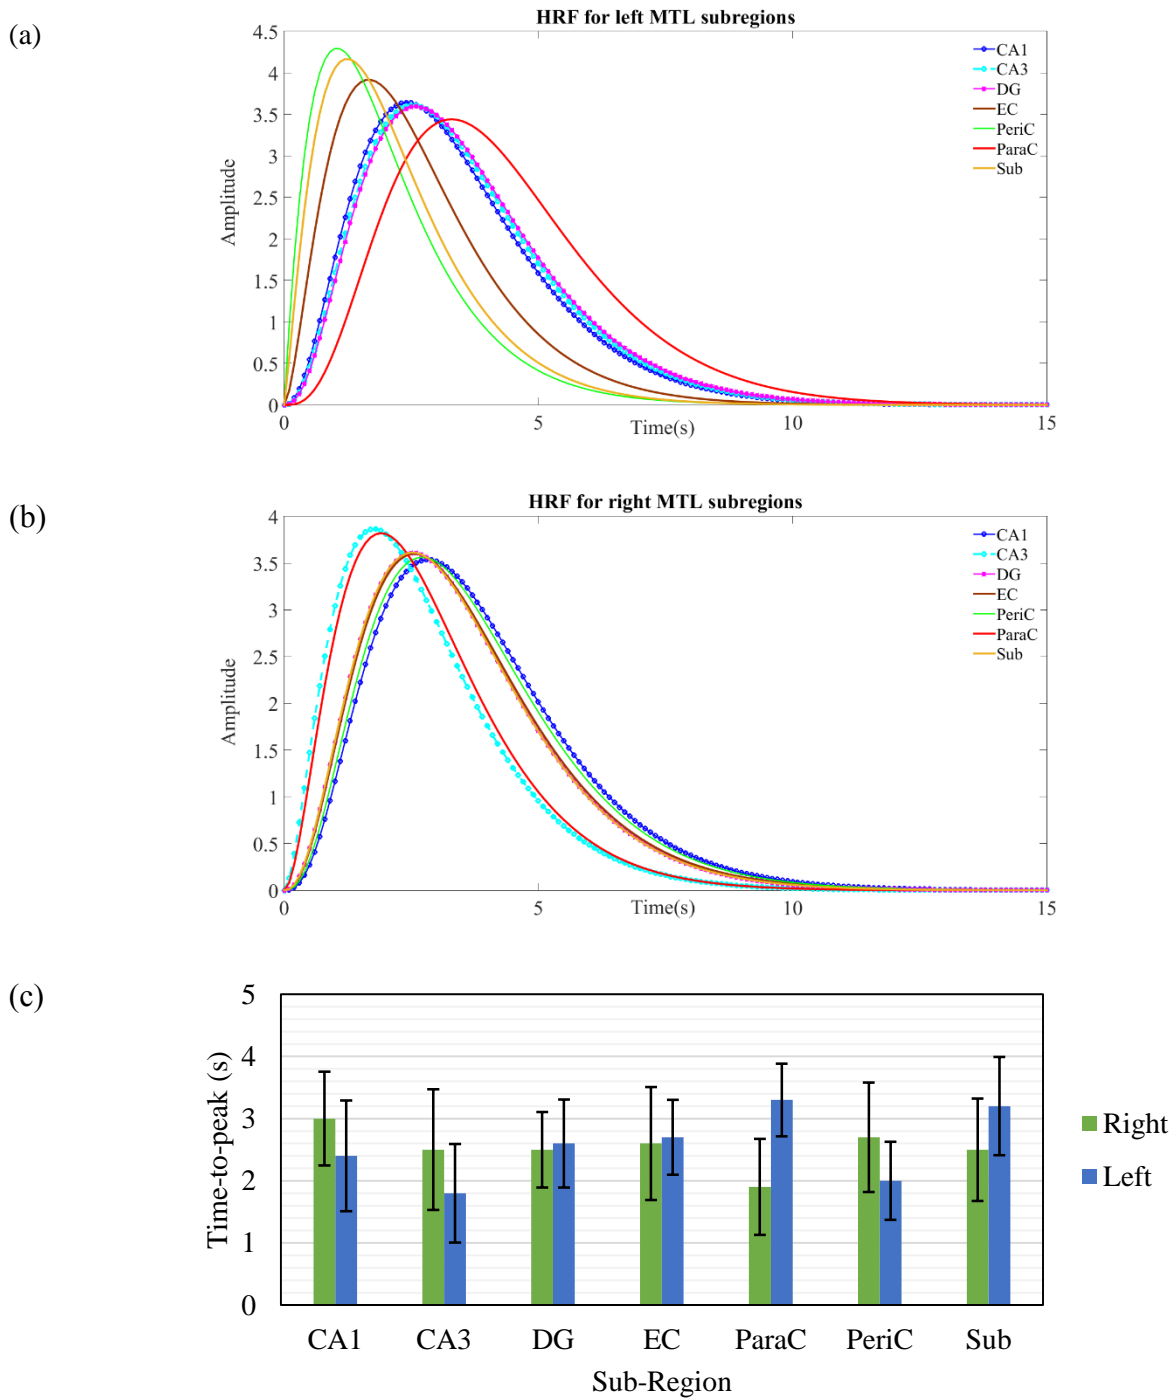 (a)
HRF for left MTL subregions
4.5
4
3.5
3
2.5
2
1.5
1
0.5
0
Amplitude
0 5 10 15
Time(s)
CA1
CA3
DG
EC
PeriC
ParaC
Sub
(b)
HRF for right MTL subregions
4
3.5
3
2.5
2
1.5
1
0.5
0
Amplitude
0 5 10 15
Time(s)
CA1
CA3
DG
EC
PeriC
ParaC
Sub
(c)
5
4
3
2
1
0
Time-to-peak (s)
CA1 CA3 DG EC ParaC PeriC Sub
Sub-Region
Right
Left